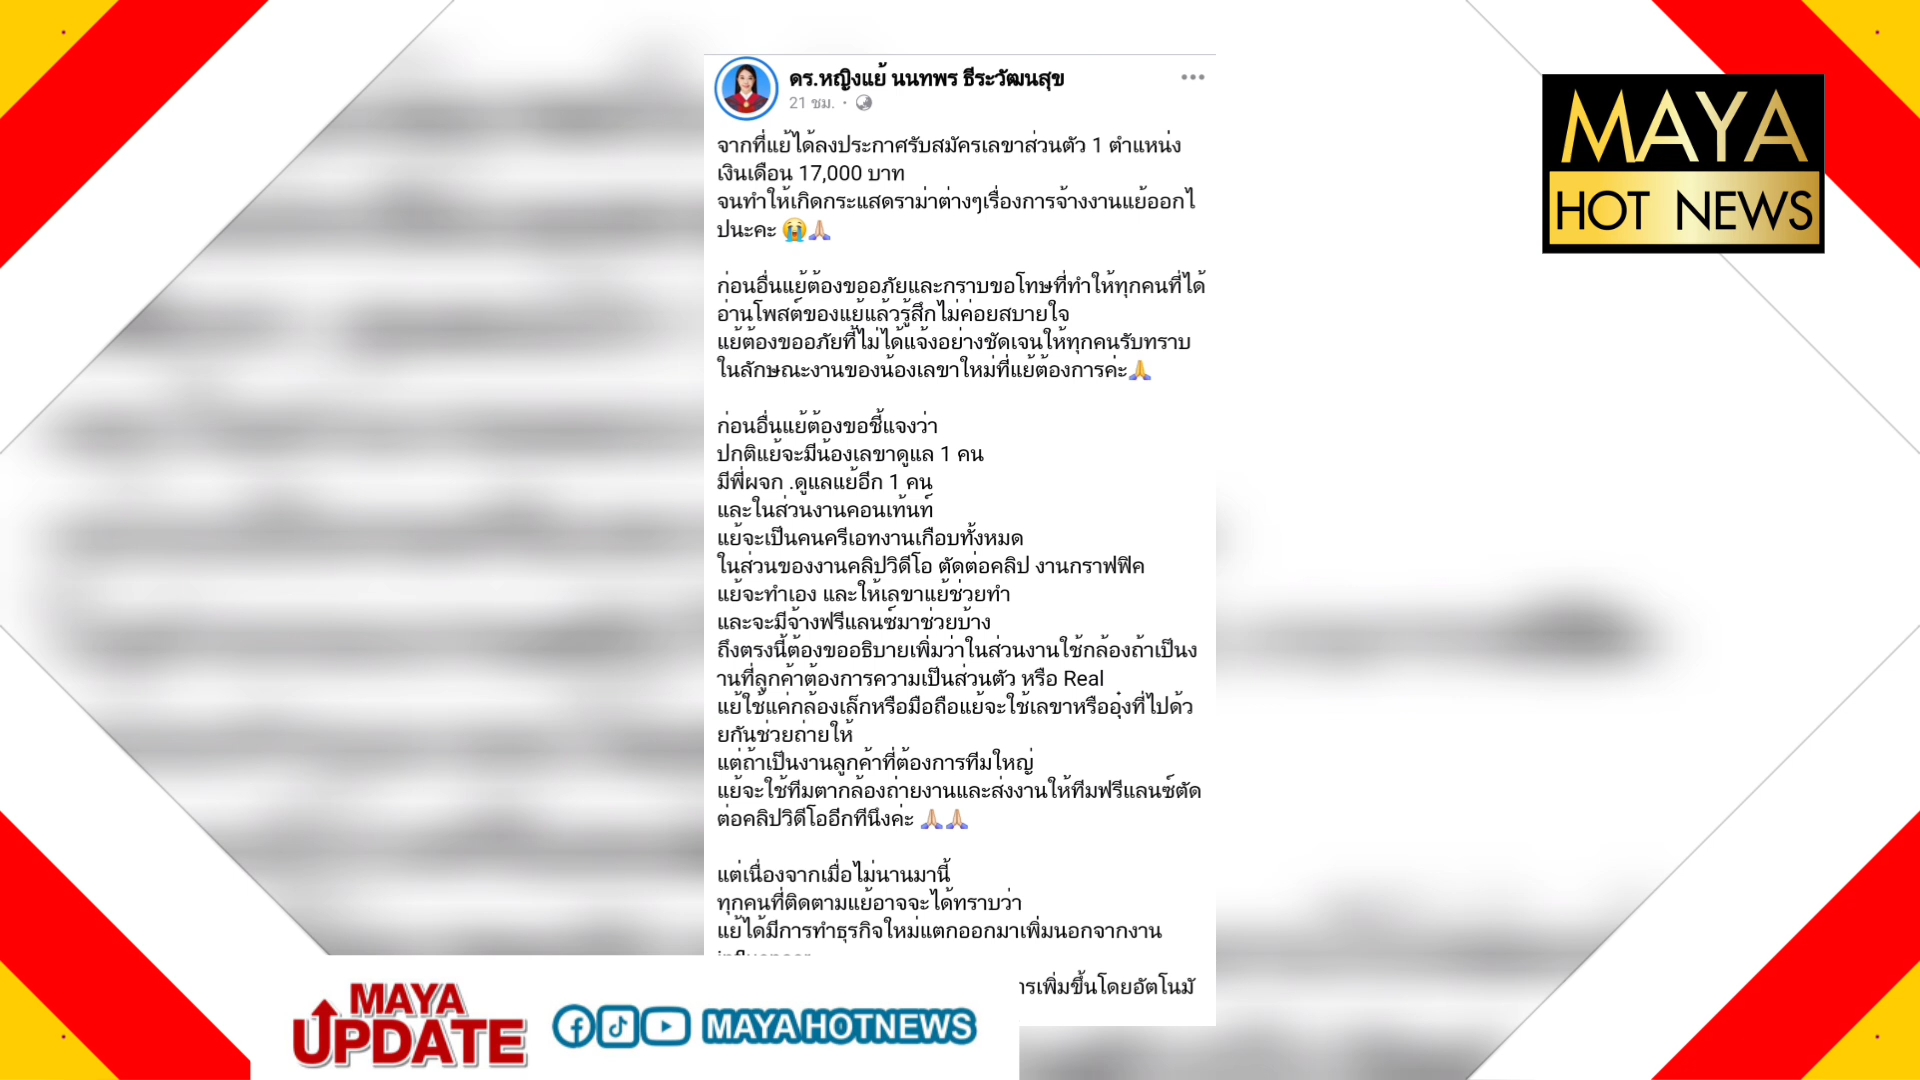 ดร.หญิงแย้ นนทพร ธีระวัฒนสุข
21 ชม. ·
จากที่แย้ได้ลงประกาศรับสมัครเลขาส่วนตัว 1 ตำแหน่ง
เงินเดือน 17,000 บาท
จนทำให้เกิดกระแสดราม่าต่างๆเรื่องการจ้างงานแย้ออกไ
ปนะคะ 😭🙏🏻
ก่อนอื่นแย้ต้องขออภัยและกราบขอโทษที่ทำให้ทุกคนที่ได้
อ่านโพสต์ของแย้แล้วรู้สึกไม่ค่อยสบายใจ
แย้ต้องขออภัยที่ไม่ได้แจ้งอย่างชัดเจนให้ทุกคนรับทราบ
ในลักษณะงานของน้องเลขาใหม่ที่แย้ต้องการค่ะ🙏
ก่อนอื่นแย้ต้องขอชี้แจงว่า
ปกติแย้จะมีน้องเลขาดูแล 1 คน
มีพี่ผจก .ดูแลแย้อีก 1 คน
และในส่วนงานคอนเท้นท์
แย้จะเป็นคนครีเอทงานเกือบทั้งหมด
ในส่วนของงานคลิปวิดีโอ ตัดต่อคลิป งานกราฟฟิค
แย้จะทำเอง และให้เลขาแย้ช่วยทำ
และจะมีจ้างฟรีแลนซ์มาช่วยบ้าง
ถึงตรงนี้ต้องขออธิบายเพิ่มว่าในส่วนงานใช้กล้องถ้าเป็นง
านที่ลูกค้าต้องการความเป็นส่วนตัว หรือ Real
แย้ใช้แค่กล้องเล็กหรือมือถือแย้จะใช้เลขาหรืออุ๋งที่ไปด้ว
ยกันช่วยถ่ายให้
แต่ถ้าเป็นงานลูกค้าที่ต้องการทีมใหญ่
แย้จะใช้ทีมตากล้องถ่ายงานและส่งงานให้ทีมฟรีแลนซ์ตัด
ต่อคลิปวิดีโออีกทีนึงค่ะ 🙏🏻🙏🏻
แต่เนื่องจากเมื่อไม่นานมานี้
ทุกคนที่ติดตามแย้อาจจะได้ทราบว่า
แย้ได้มีการทำธุรกิจใหม่แตกออกมาเพิ่มนอกจากงาน
ารเพิ่มขึ้นโดยอัตโนมั
MAYA
HOT NEWS
MAYA
UPDATE
MAYA HOTNEWS